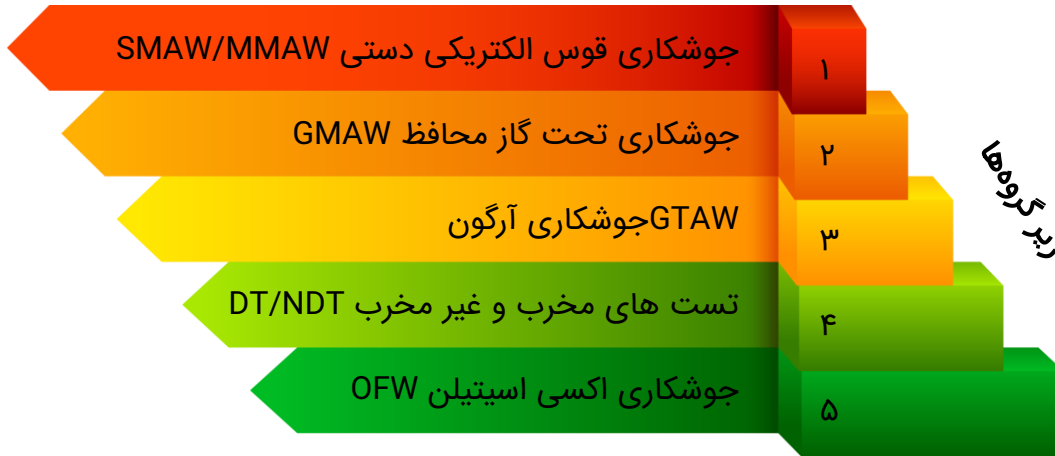 ۱
جوشکاری قوس الکتریکی دستی SMAW/MMAW
۲
جوشکاری تحت گاز محافظ GMAW
۳
GTAWجوشکاری آرگون
۴
تست های مخرب و غیر مخرب DT/NDT
۵
جوشکاری اکسی اسیتیلن OFW
زیر گروه‌ها